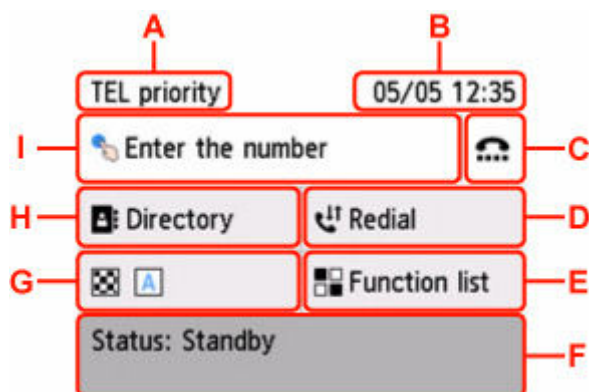 A B
TEL priority 05/05 12:35
I Enter the number C
H Directory Redial D
G A Function list E
Status: Standby F